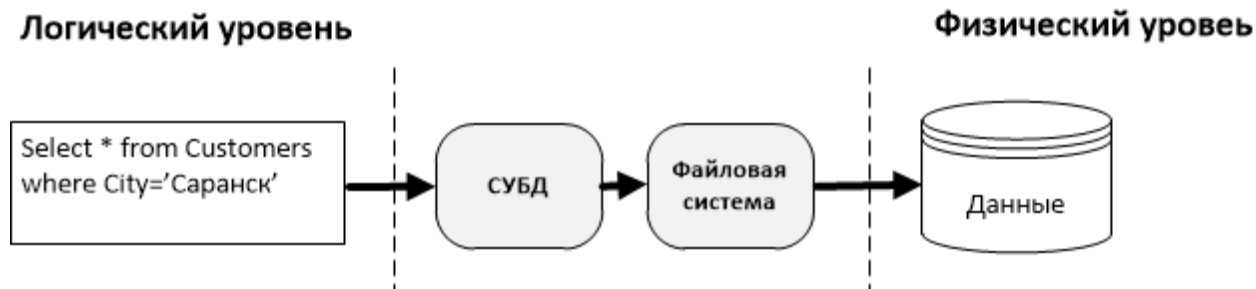 Логический уровень
Физический уровеь
Select * from Customers
where City=’Саранск’
СУБД
Файловая
система
Данные